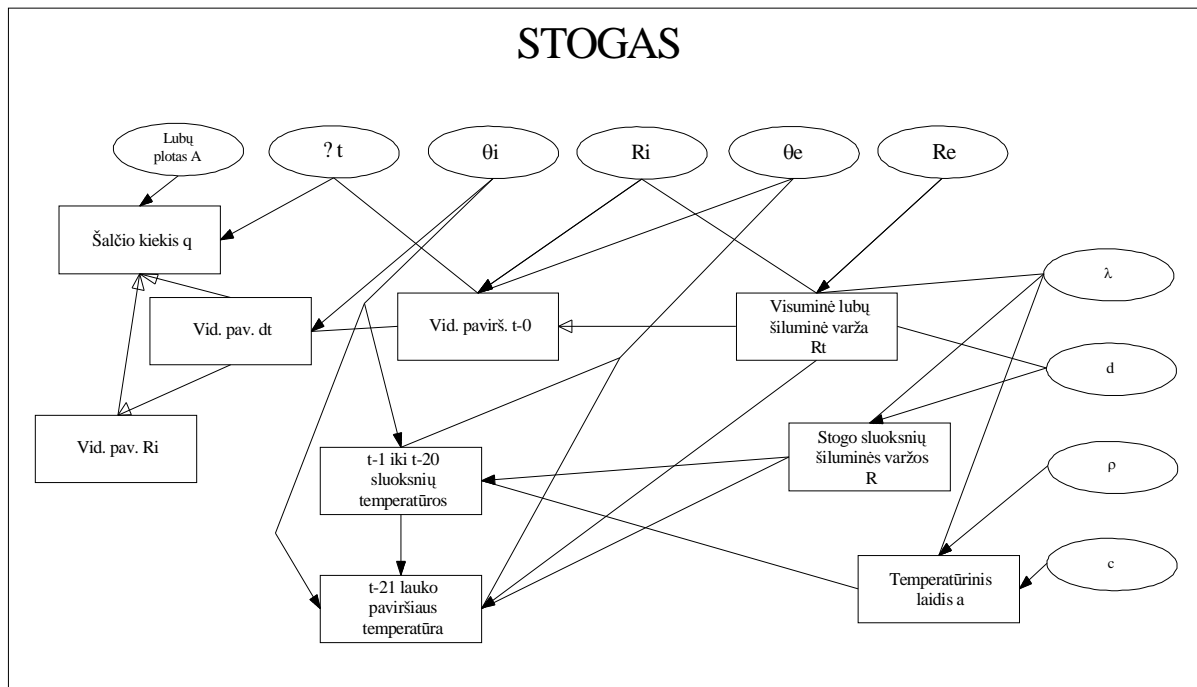 STOGAS
Lubų
plotas A
? t
θi
Ri
θe
Re
Šalčio kiekis q
λ
Vid. pav. dt
Vid. pavirš. t-0
Visuminė lubų
šiluminė varža
Rt
d
Vid. pav. Ri
t-1 iki t-20
sluoksnių
temperatūros
Stogo sluoksnių
šiluminės varžos
R
ρ
t-21 lauko
paviršiaus
temperatūra
Temperatūrinis
laidis a
c